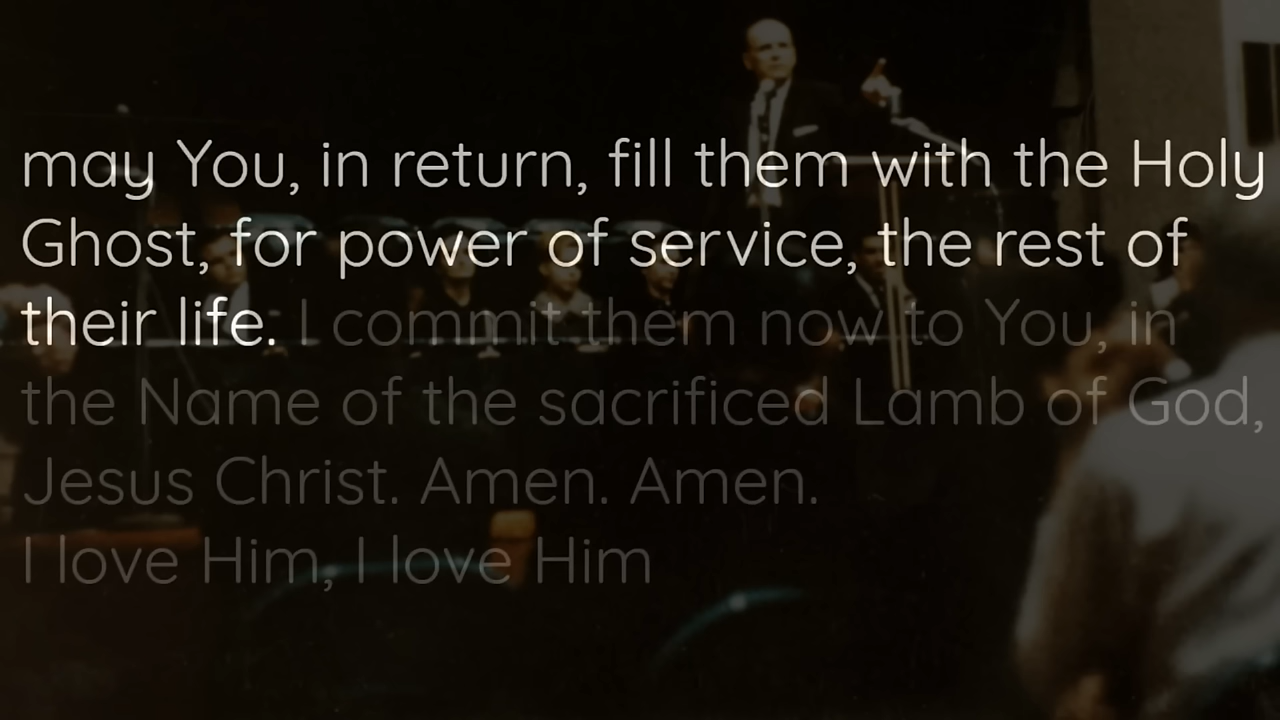 may You, in return, fill them with the Holy
Ghost, for power of service, the rest of
their life. I commit them now to You, in
the Name of the sacrificed Lamb of God,
Jesus Christ. Amen. Amen.
I love Him, I love Him